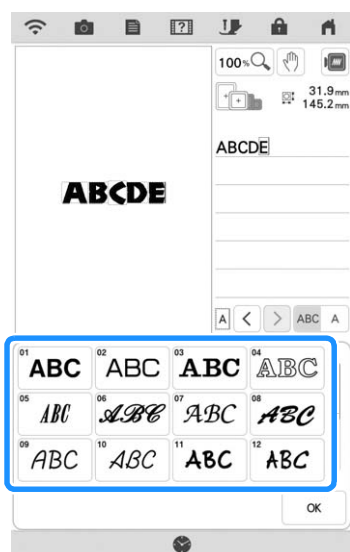 100%
31.9mm
145.2mm
ABCDE
ABCDE
A < > ABC A
01 ABC 02 ABC 03 ABC 04 ABC
05 ABC 06 ABC 07 ABC 08 ABC
09 ABC 10 ABC 11 ABC 12 ABC
OK